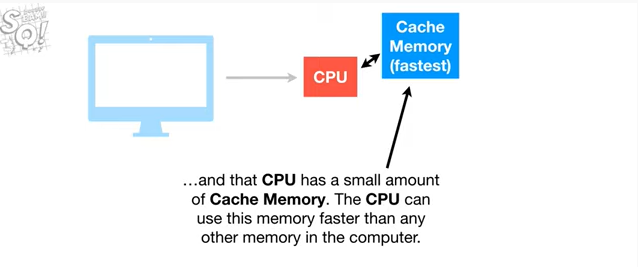 SQ!
Cache
Memory
(fastest)
CPU
…and that CPU has a small amount
of Cache Memory. The CPU can
use this memory faster than any
other memory in the computer.